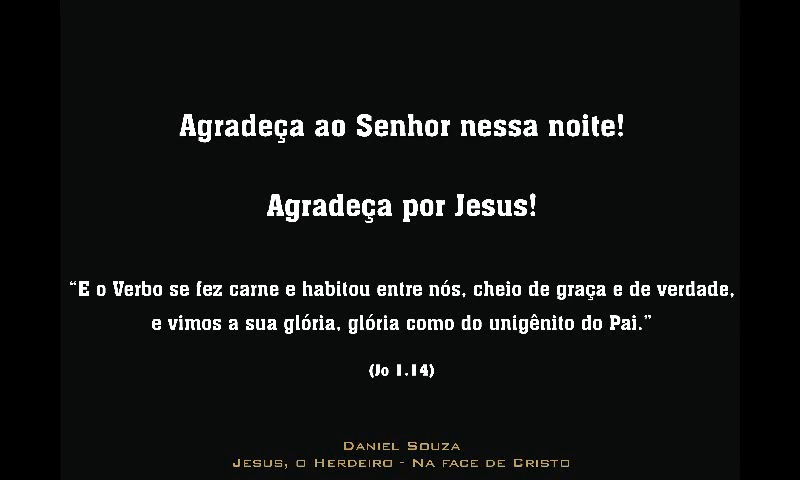 Agradeça ao Senhor nessa noite!
Agradeça por Jesus!
“E o Verbo se fez carne e habitou entre nós, cheio de graça e de verdade,
e vimos a sua glória, glória como do unigênito do Pai.”
(Jo 1.14)
Daniel Souza
Jesus, o Herdeiro - Na face de Cristo